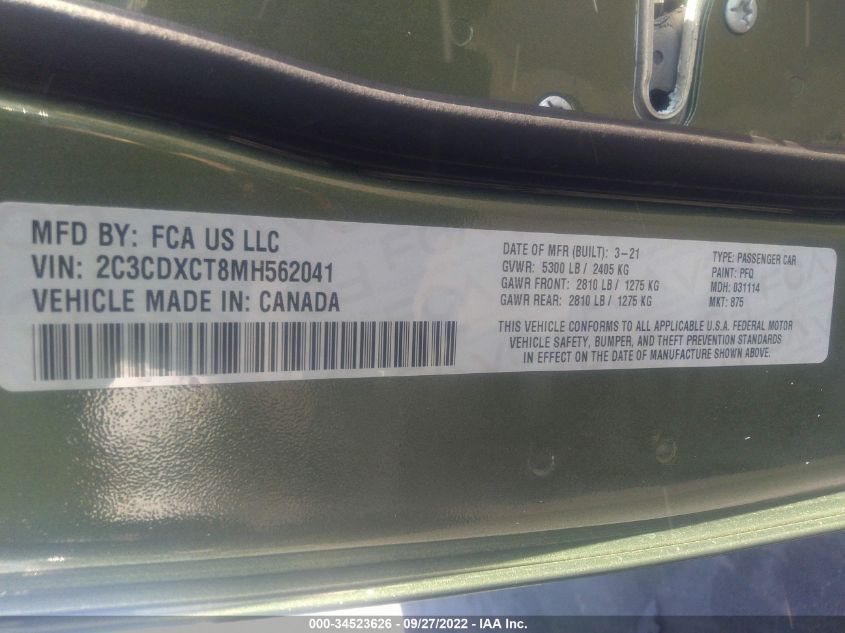 MFD BY: FCA US LLC
VIN: 2C3CDXCT8MH562041
VEHICLE MADE IN: CANADA
DATE OF MFR (BUILT): 3-21
GVWR: 5300 LB / 2405 KG
GAWR FRONT: 2810 LB / 1275 KG
GAWR REAR: 2810 LB / 1275 KG
TYPE: PASSENGER CAR
PAINT: PFQ
MDH: 031114
MKT: 875
THIS VEHICLE CONFORMS TO ALL APPLICABLE U.S.A. FEDERAL MOTOR
VEHICLE SAFETY, BUMPER, AND THEFT PREVENTION STANDARDS
IN EFFECT ON THE DATE OF MANUFACTURE SHOWN ABOVE.
000-34523626 - 09/27/2022 - IAA Inc.